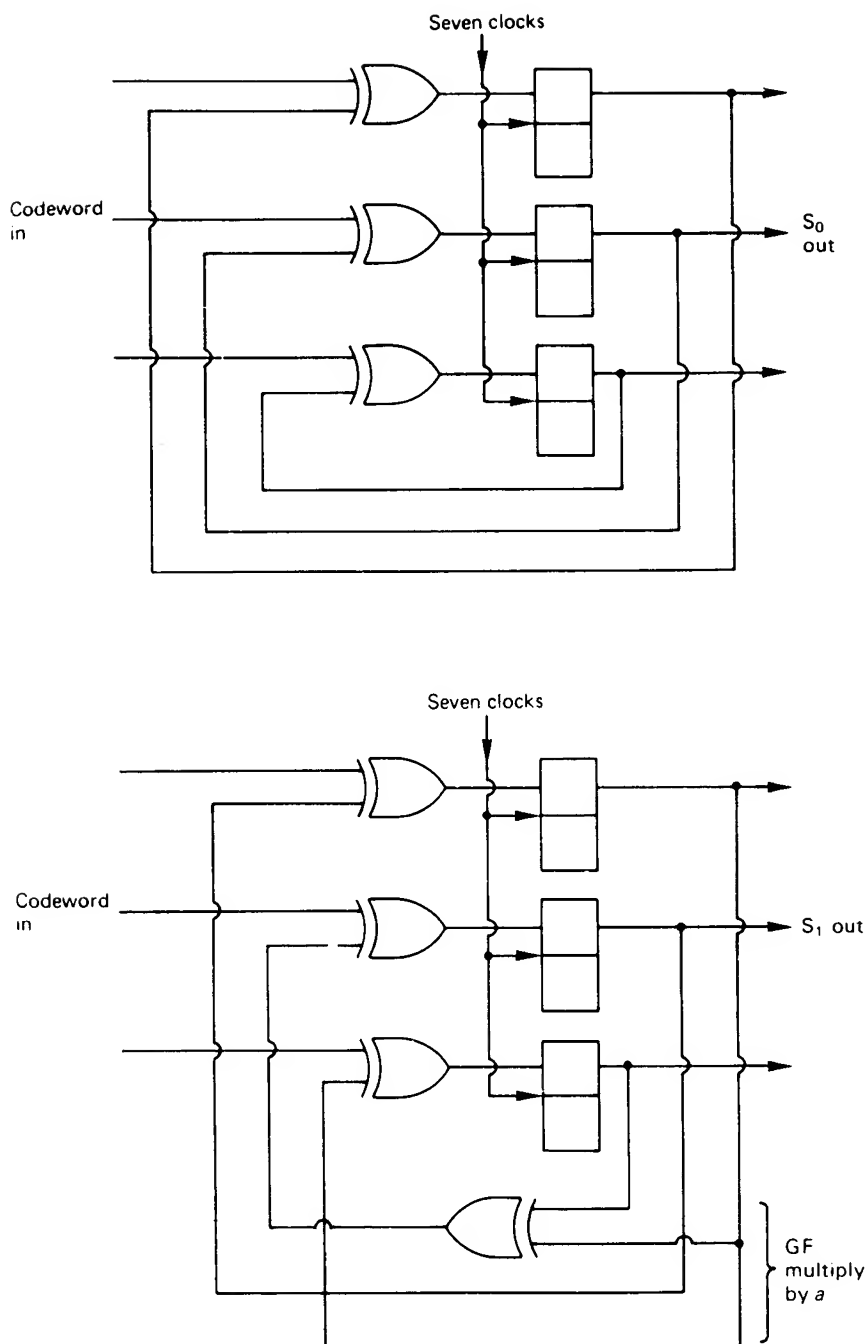 Seven clocks
Codeword
in
S₀
out
Seven clocks
Codeword
in
S₁ out
GF
multiply
by a